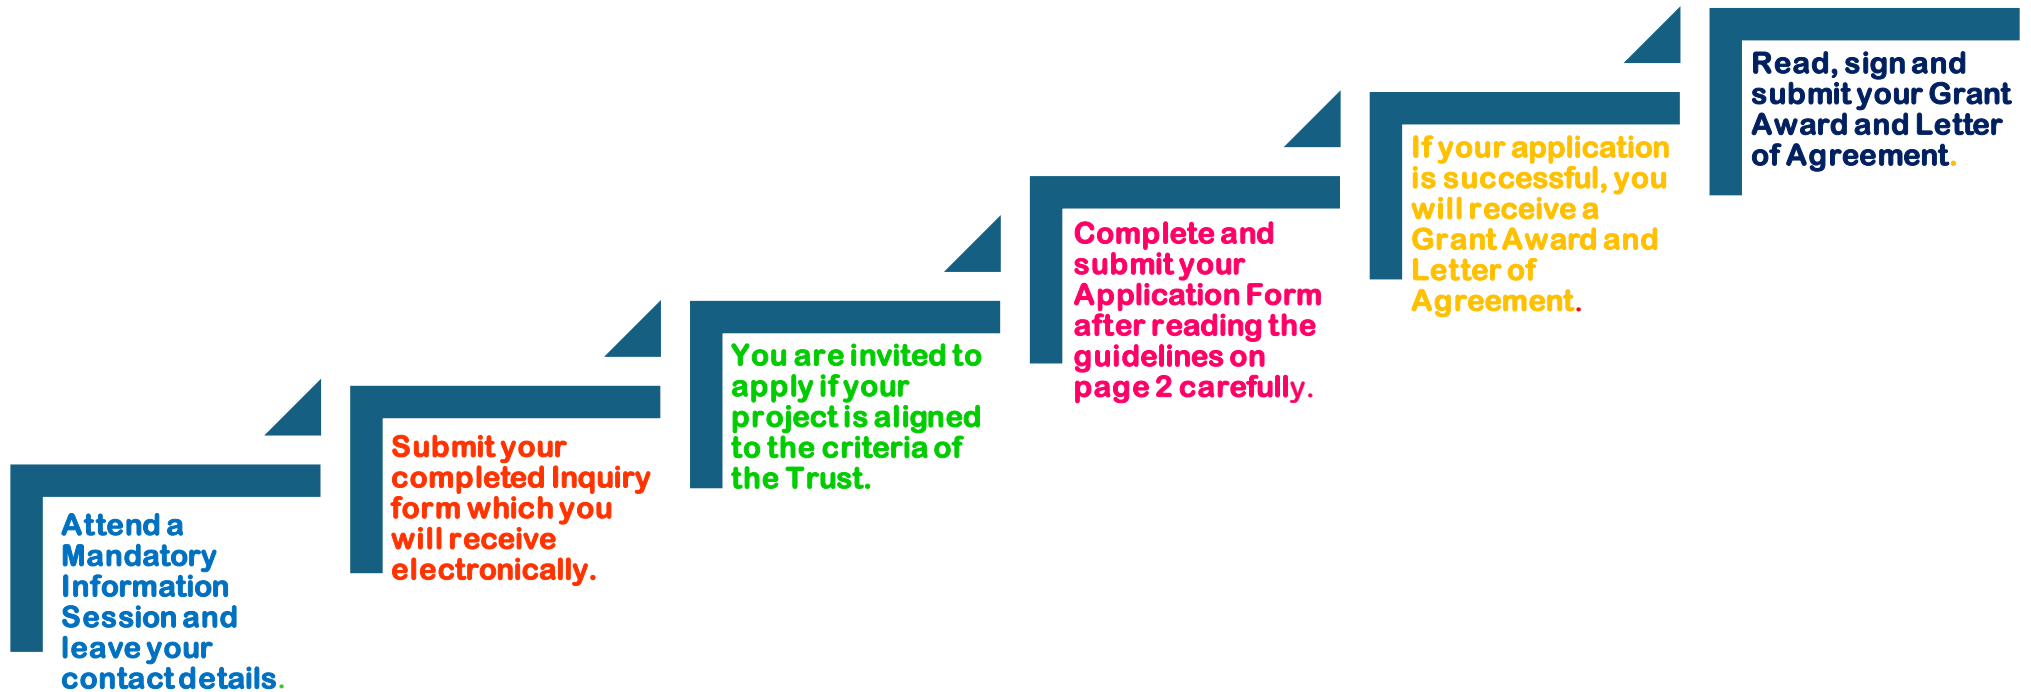 Attend a
Mandatory
Information
Session and
leave your
contact details.
Submit your
completed Inquiry
form which you
will receive
electronically.
You are invited to
apply if your
project is aligned
to the criteria of
the Trust.
Complete and
submit your
Application Form
after reading the
guidelines on
page 2 carefully.
If your application
is successful, you
will receive a
Grant Award and
Letter of
Agreement.
Read, sign and
submit your Grant
Award and Letter
of Agreement.